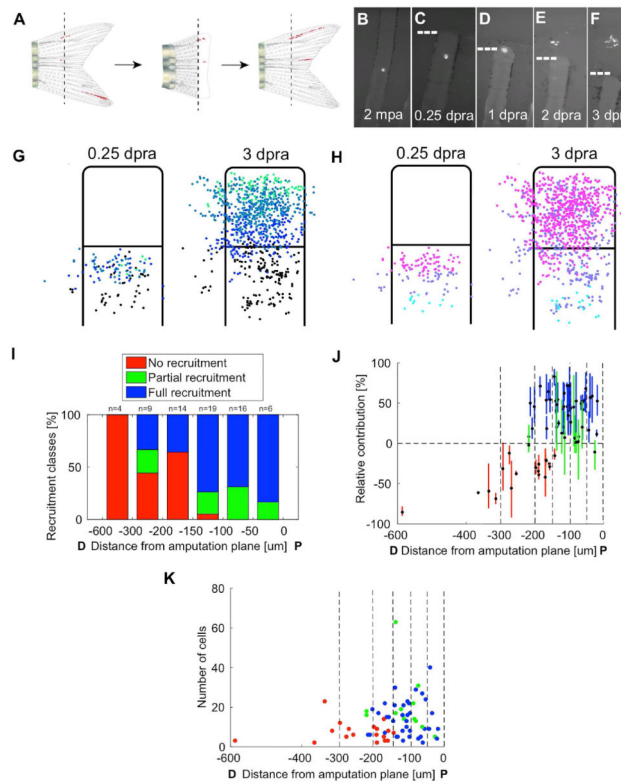 A
B
C
D
E
F
2 mpa
0.25 dpra
1 dpra
2 dpra
3 dp
G
0.25 dpra
3 dpra
H
0.25 dpra
3 dpra
I
No recruitment
Partial recruitment
Full recruitment
n=4
n=9
n=14
n=19
n=16
n=6
Recruitment classes [%]
100
50
0
-600
-300
-200
-150
-100
-50
0
D Distance from amputation plane [um] P
J
Relative contribution [%]
100
50
0
-50
-100
-600
-500
-400
-300
-200
-100
0
D Distance from amputation plane [um] P
K
Number of cells
80
60
40
20
0
-600
-500
-400
-300
-200
-100
0
D Distance from amputation plane [um] P